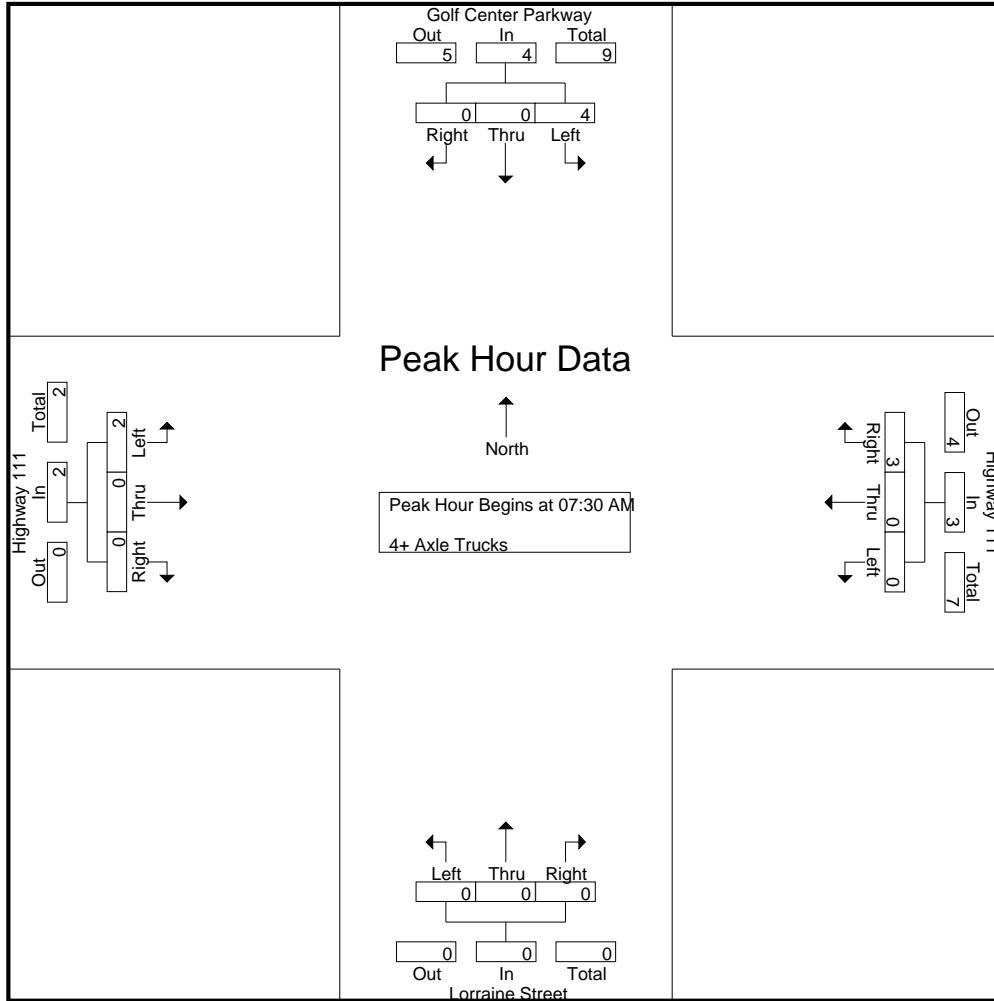 Golf Center Parkway
Out In Total
5 4 9
0 0 4
Right Thru Left
Peak Hour Data
North
Peak Hour Begins at 07:30 AM
4+ Axle Trucks
Highway 111
Out In Total
0 2 2
Right Thru Left
0 0 2
Highway 111
Out In Total
4 3 7
Right Thru Left
3 0 0
Left Thru Right
0 0 0
0 0 0
Out In Total
Lorraine Street